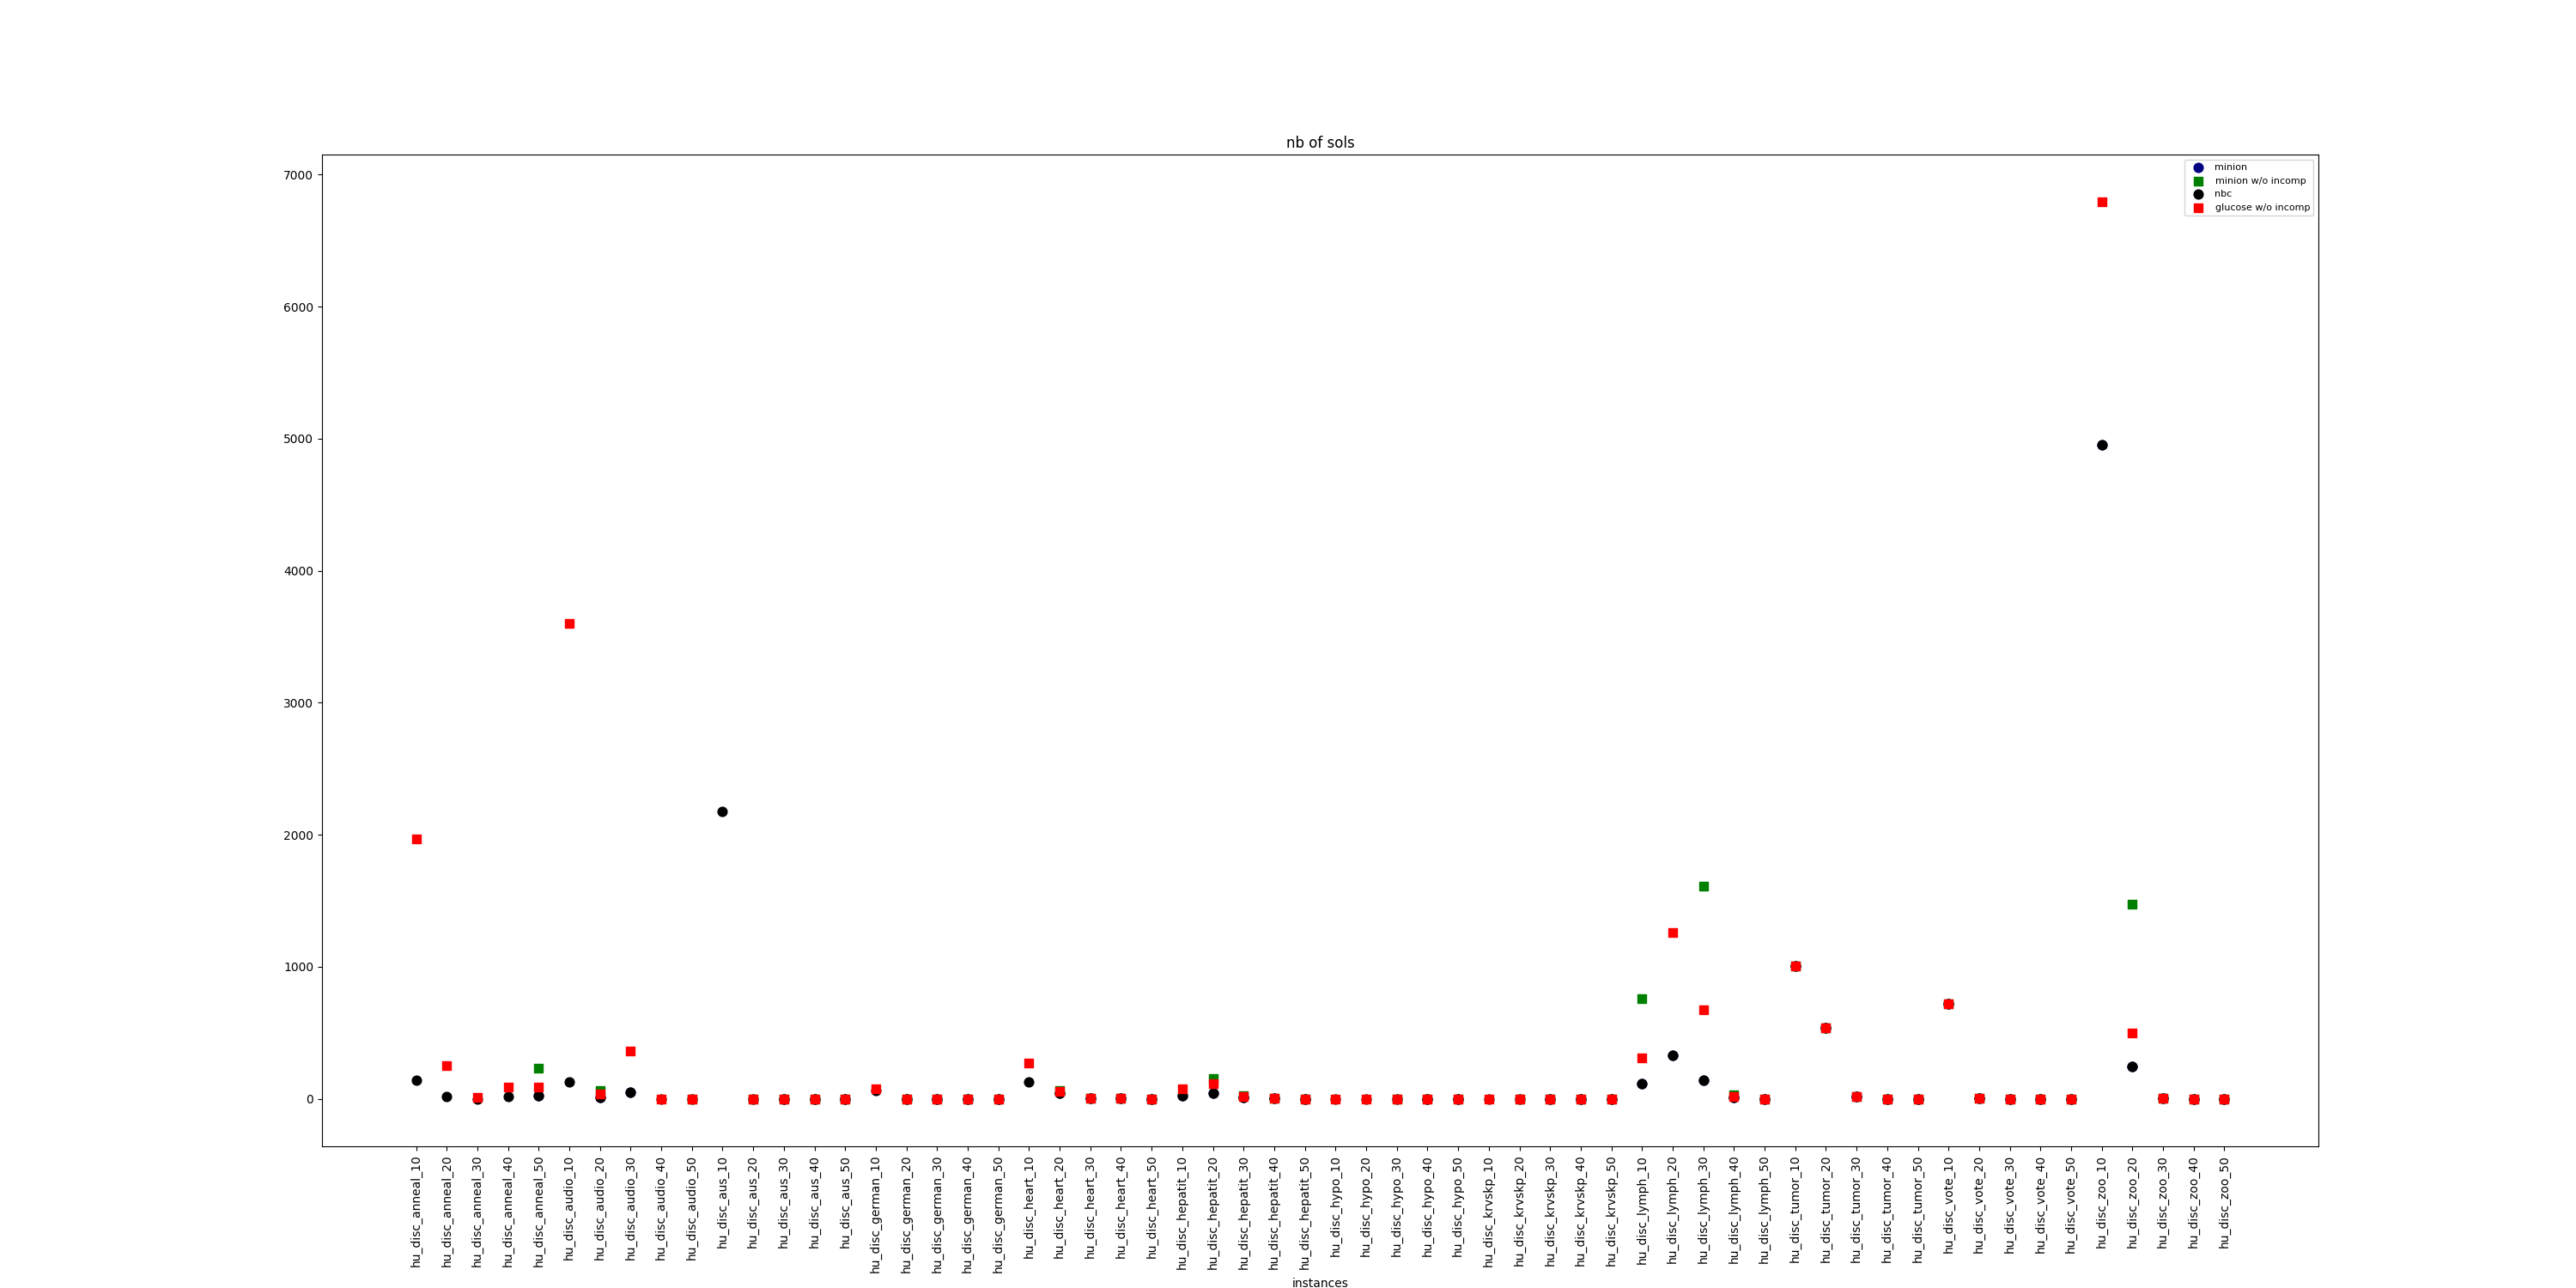 nb of sols
7000
6000
5000
4000
3000
2000
1000
0
minion
minion w/o incomp
nbc
glucose w/o incomp
hu_disc_anneal_10
hu_disc_anneal_20
hu_disc_anneal_30
hu_disc_anneal_40
hu_disc_anneal_50
hu_disc_audio_10
hu_disc_audio_20
hu_disc_audio_30
hu_disc_audio_40
hu_disc_audio_50
hu_disc_aus_10
hu_disc_aus_20
hu_disc_aus_30
hu_disc_aus_40
hu_disc_aus_50
hu_disc_german_10
hu_disc_german_20
hu_disc_german_30
hu_disc_german_40
hu_disc_german_50
hu_disc_heart_10
hu_disc_heart_20
hu_disc_heart_30
hu_disc_heart_40
hu_disc_heart_50
hu_disc_hepatit_10
hu_disc_hepatit_20
hu_disc_hepatit_30
hu_disc_hepatit_40
hu_disc_hepatit_50
hu_disc_hypo_10
hu_disc_hypo_20
hu_disc_hypo_30
hu_disc_hypo_40
hu_disc_hypo_50
hu_disc_krvskp_10
hu_disc_krvskp_20
hu_disc_krvskp_30
hu_disc_krvskp_40
hu_disc_krvskp_50
hu_disc_lymph_10
hu_disc_lymph_20
hu_disc_lymph_30
hu_disc_lymph_40
hu_disc_lymph_50
hu_disc_tumor_10
hu_disc_tumor_20
hu_disc_tumor_30
hu_disc_tumor_40
hu_disc_tumor_50
hu_disc_vote_10
hu_disc_vote_20
hu_disc_vote_30
hu_disc_vote_40
hu_disc_vote_50
hu_disc_zoo_10
hu_disc_zoo_20
hu_disc_zoo_30
hu_disc_zoo_40
hu_disc_zoo_50
instances